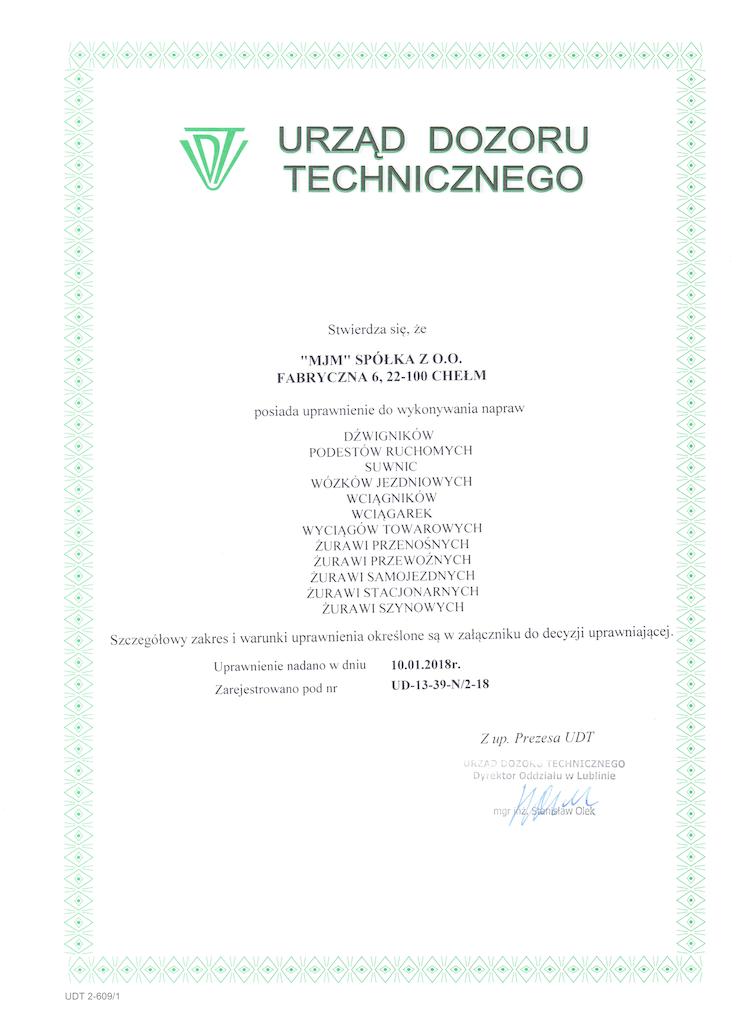 UDT
URZĄD DOZORU
TECHNICZNEGO
Stwierdza się, że
"MJM" SPÓŁKA Z O.O.
FABRYCZNA 6, 22-100 CHEŁM
posiada uprawnienie do wykonywania napraw
DŹWIGNIKÓW
PODESTÓW RUCHOMYCH
SUWNIC
WÓZKÓW JEZDNIOWYCH
WCIĄGNIKÓW
WCIĄGAREK
WYCIĄGÓW TOWAROWYCH
ŻURAWI PRZENOŚNYCH
ŻURAWI PRZEWOŹNYCH
ŻURAWI SAMOJEZDNYCH
ŻURAWI STACJONARNYCH
ŻURAWI SZYNOWYCH
Szczegółowy zakres i warunki uprawnienia określone są w załączniku do decyzji uprawniającej.
Uprawnienie nadano w dniu 10.01.2018r.
Zarejestrowano pod nr UD-13-39-N/2-18
Z up. Prezesa UDT
URZĄD DOZORU TECHNICZNEGO
Dyrektor Oddziału w Lublinie
mgr inż. Stanisław Olek
UDT 2-609/1